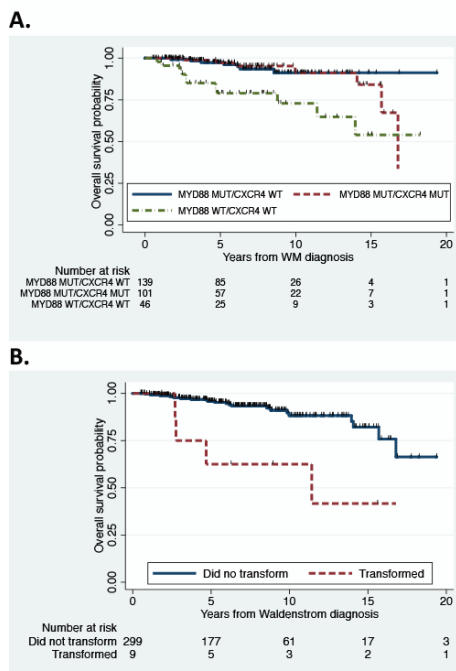 A.
Overall survival probability
0.00 0.25 0.50 0.75 1.00
MYD88 MUT/CXCR4 WT MYD88 MUT/CXCR4 MUT
MYD88 WT/CXCR4 WT
0 5 10 15 20
Years from WM diagnosis
Number at risk
MYD88 MUT/CXCR4 WT 139 85 26 4 1
MYD88 MUT/CXCR4 MUT 101 57 22 7 1
MYD88 WT/CXCR4 WT 46 25 9 3 1
B.
Overall survival probability
0.00 0.25 0.50 0.75 1.00
Did no transform Transformed
0 5 10 15 20
Years from Waldenstrom diagnosis
Number at risk
Did not transform 299 177 61 17 3
Transformed 9 5 3 2 1